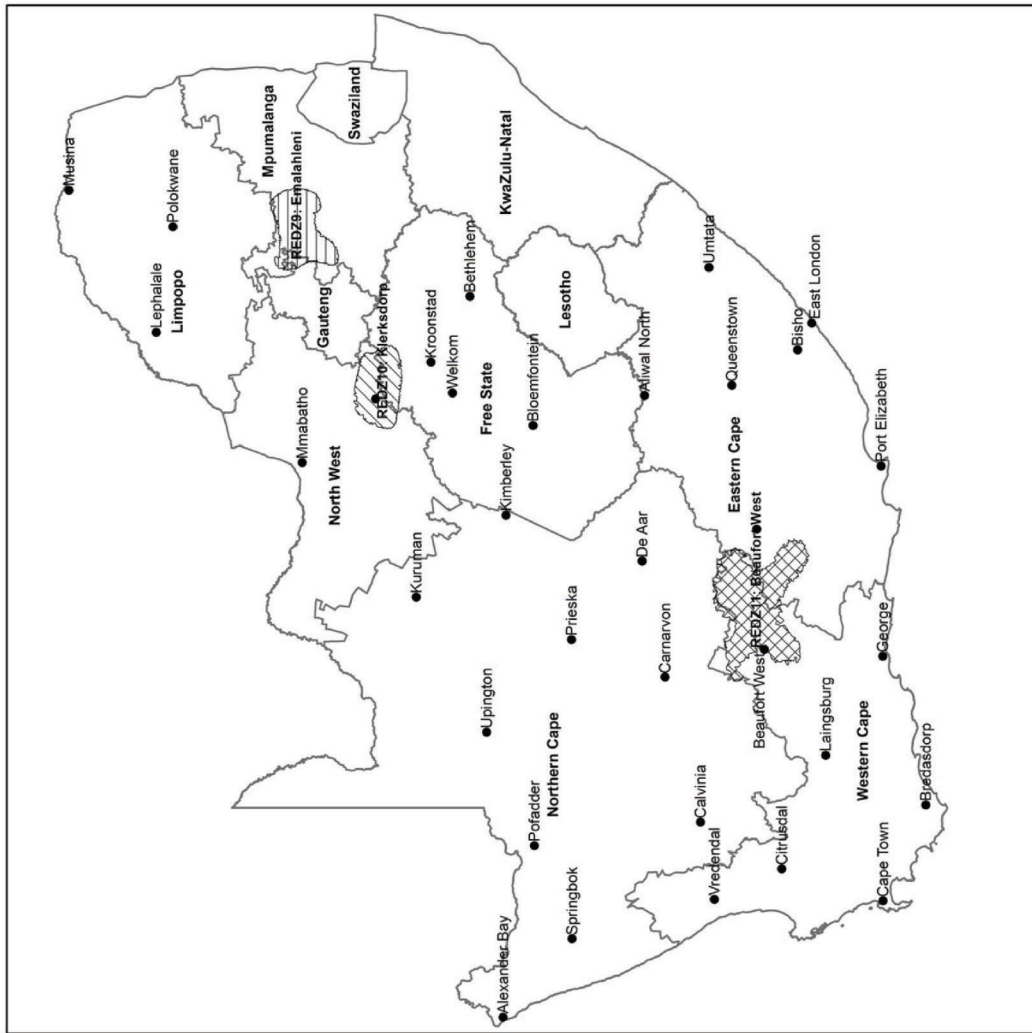 Musina
Polokwane
Lephalale
Limpopo
Mpumalanga
REDZ9: Emalahleni
Swaziland
Gauteng
Mmabatho
North West
REDZ10: Klerksdorp
Kroonstad
Welkom
Bethlehem
KwaZulu-Natal
Free State
Bloemfontein
Lesotho
Kuruman
Kimberley
Upington
Alexander Bay
Pofadder
Northern Cape
Springbok
Prieska
De Aar
Aliwal North
Carnarvon
Umtata
Calvinia
Vredendal
Queenstown
Eastern Cape
REDZ11: Beaufort West
Beaufort West
Citrusdal
Laingsburg
Bisho
East London
Western Cape
Cape Town
George
Port Elizabeth
Bredasdorp